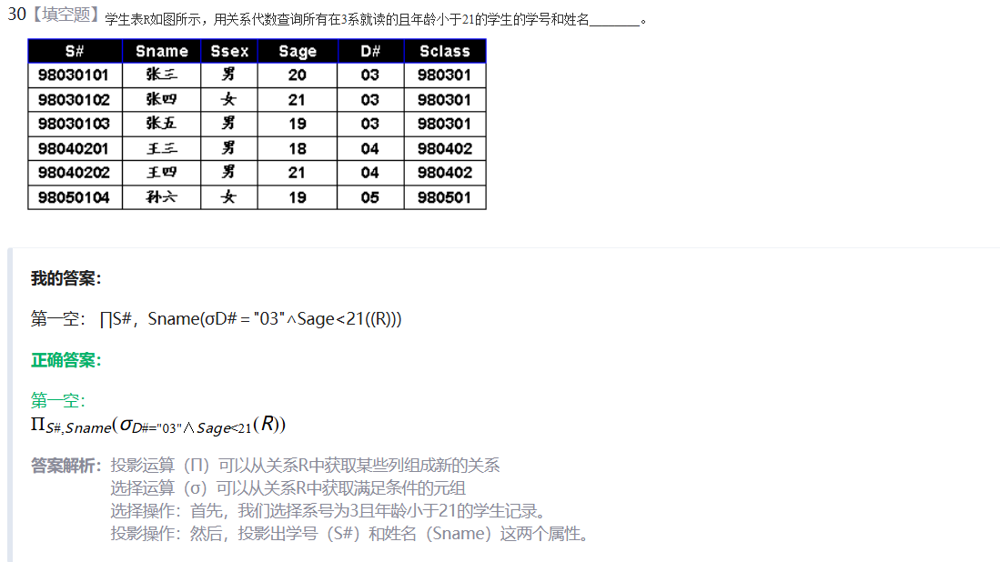 30【填空题】学生表R如图所示，用关系代数查询所有在3系就读的且年龄小于21的学生的学号和姓名________。
S# Sname Ssex Sage D# Sclass
98030101 张三 男 20 03 980301
98030102 张四 女 21 03 980301
98030103 张五 男 19 03 980301
98040201 王三 男 18 04 980402
98040202 王四 男 21 04 980402
98050104 孙六 女 19 05 980501
我的答案：
第一空： ∏S#，Sname(σD# = "03"∧Sage<21((R)))
正确答案：
第一空：
Π_{S#,Sname}(σ_{D#="03"∧Sage<21}(R))
答案解析：投影运算（Π）可以从关系R中获取某些列组成新的关系
选择运算（σ）可以从关系R中获取满足条件的元组
选择操作：首先，我们选择系号为3且年龄小于21的学生记录。
投影操作：然后，投影出学号（S#）和姓名（Sname）这两个属性。